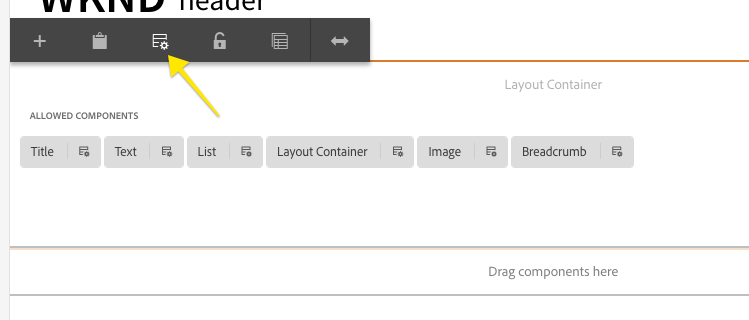 WKND header
Layout Container
ALLOWED COMPONENTS
Title Text List Layout Container Image Breadcrumb
Drag components here